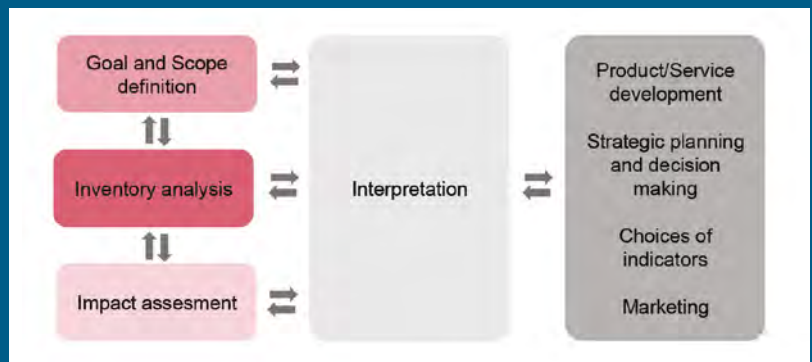 Goal and Scope
definition
Inventory analysis
Impact assesment
Interpretation
Product/Service
development
Strategic planning
and decision
making
Choices of
indicators
Marketing